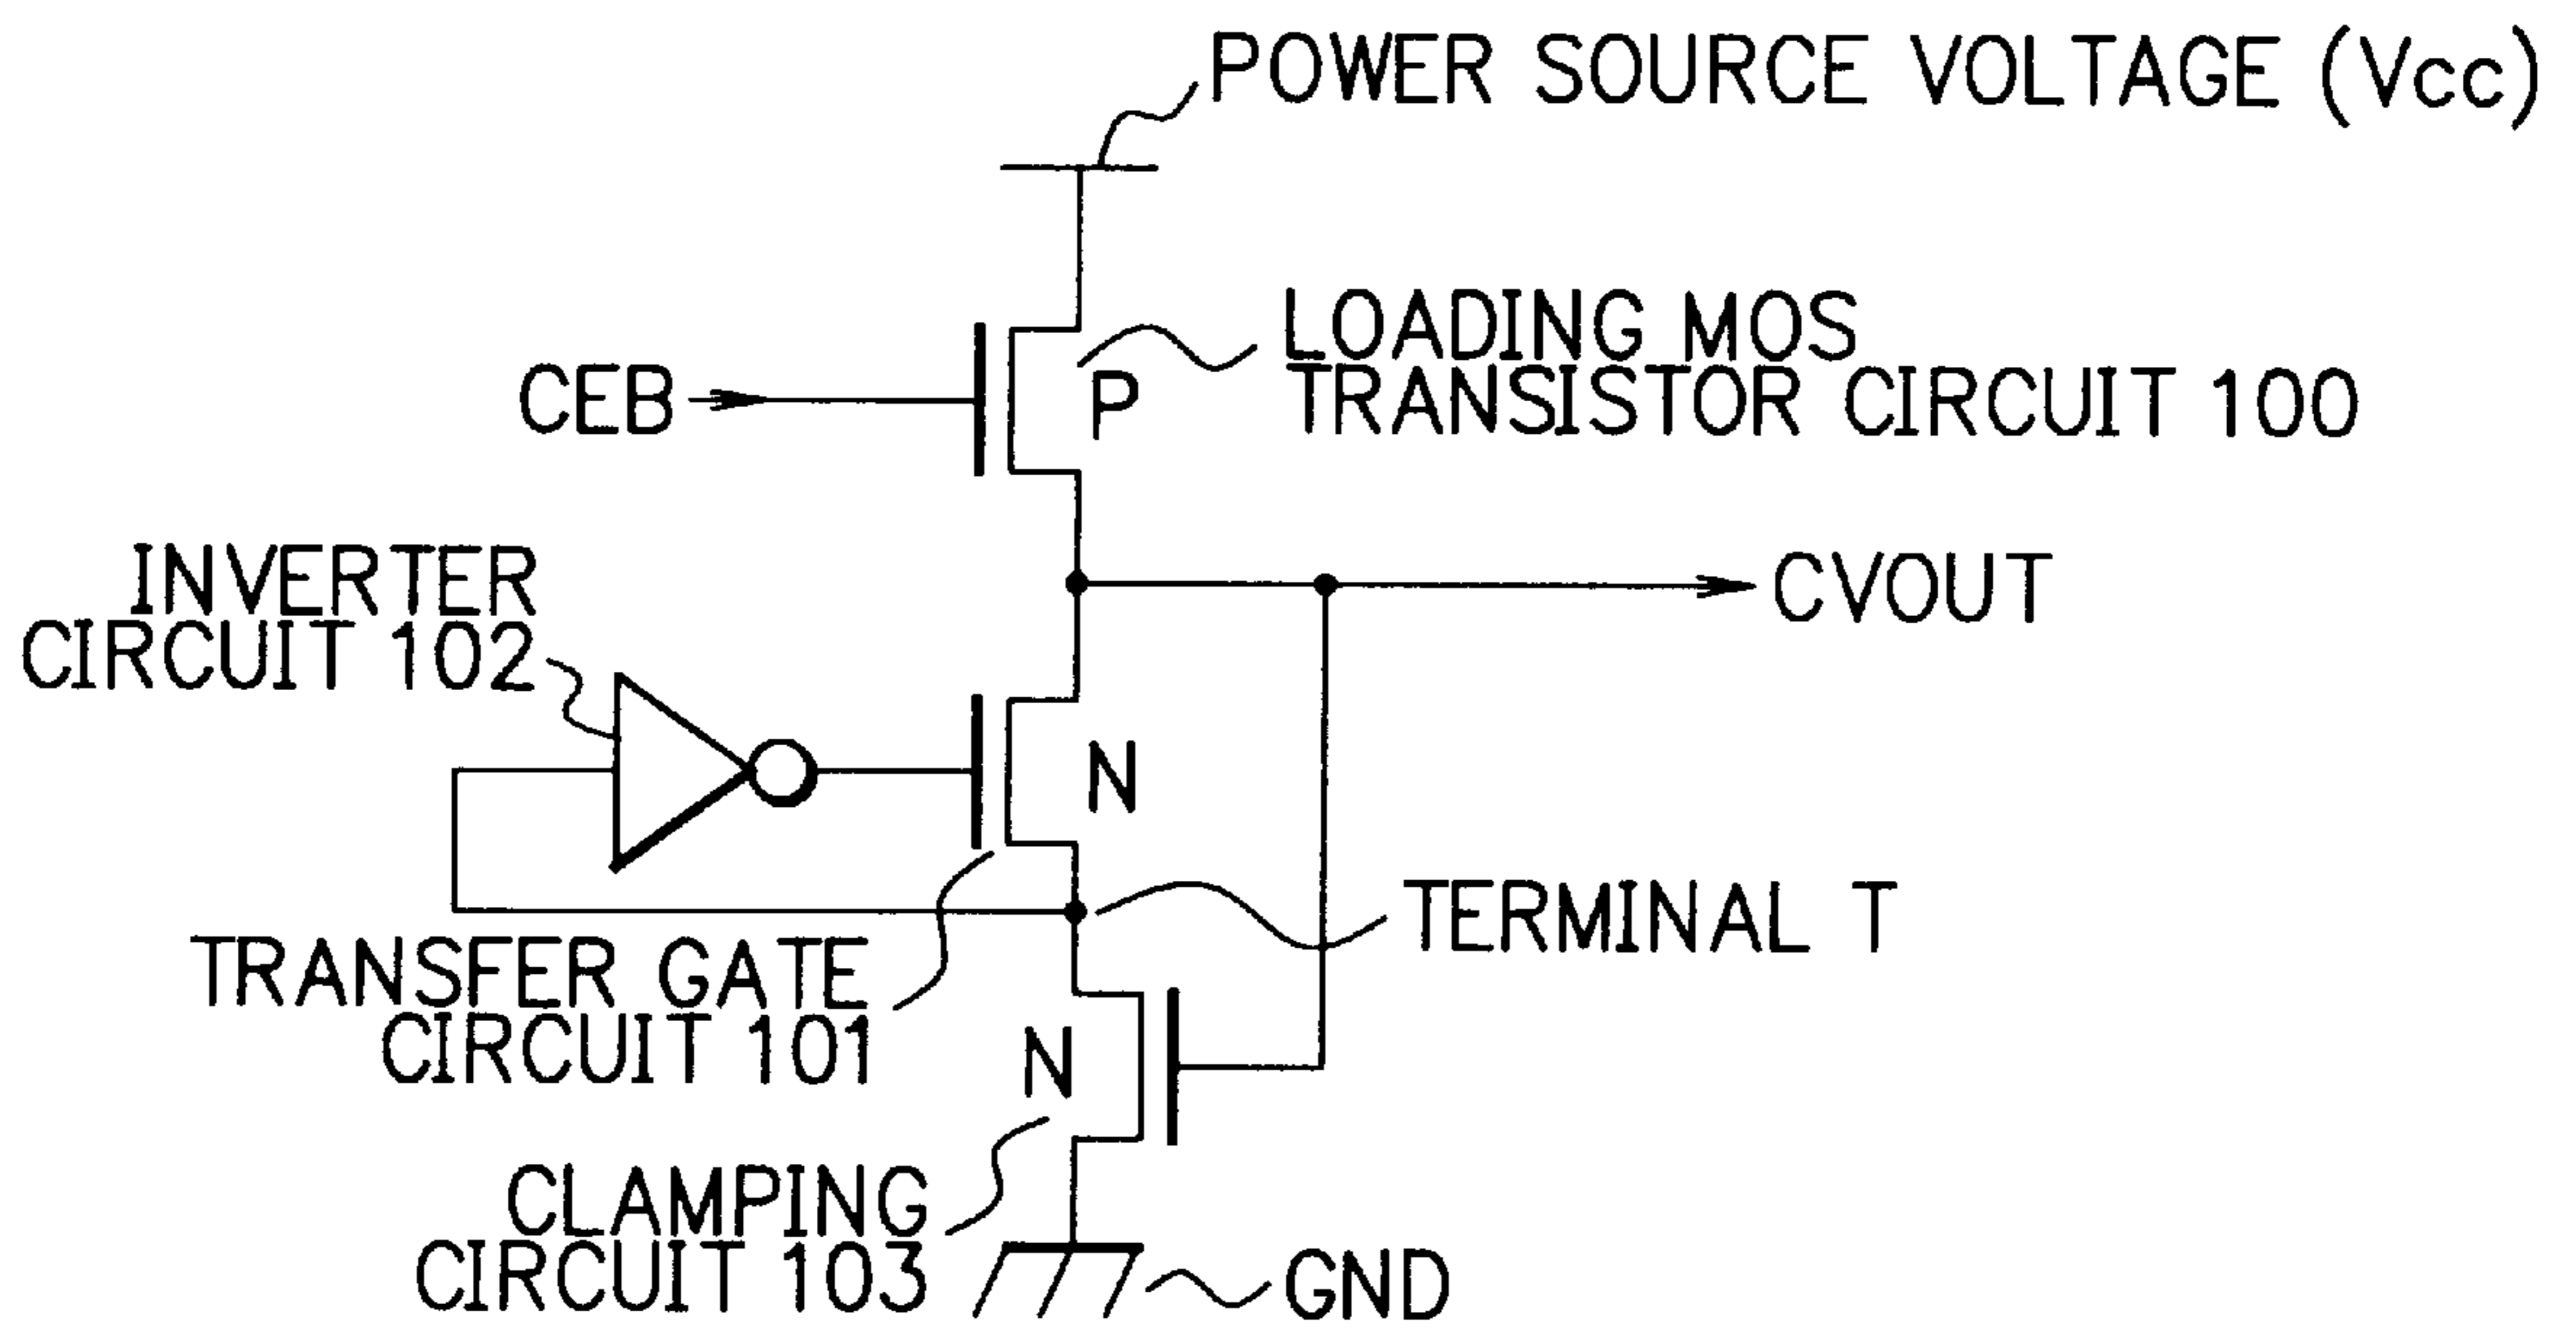 POWER SOURCE VOLTAGE (Vcc)
LOADING MOS
TRANSISTOR CIRCUIT 100
CEB
P
INVERTER
CIRCUIT 102
CVOUT
N
TERMINAL T
TRANSFER GATE
CIRCUIT 101
N
CLAMPING
CIRCUIT 103
GND